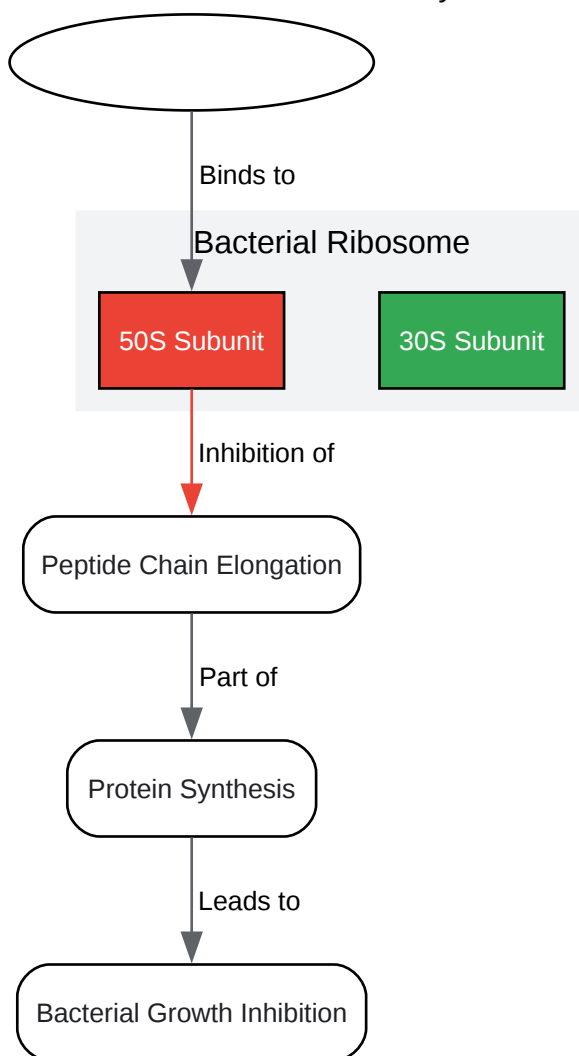 Binds to
Bacterial Ribosome
50S Subunit
30S Subunit
Inhibition of
Peptide Chain Elongation
Part of
Protein Synthesis
Leads to
Bacterial Growth Inhibition